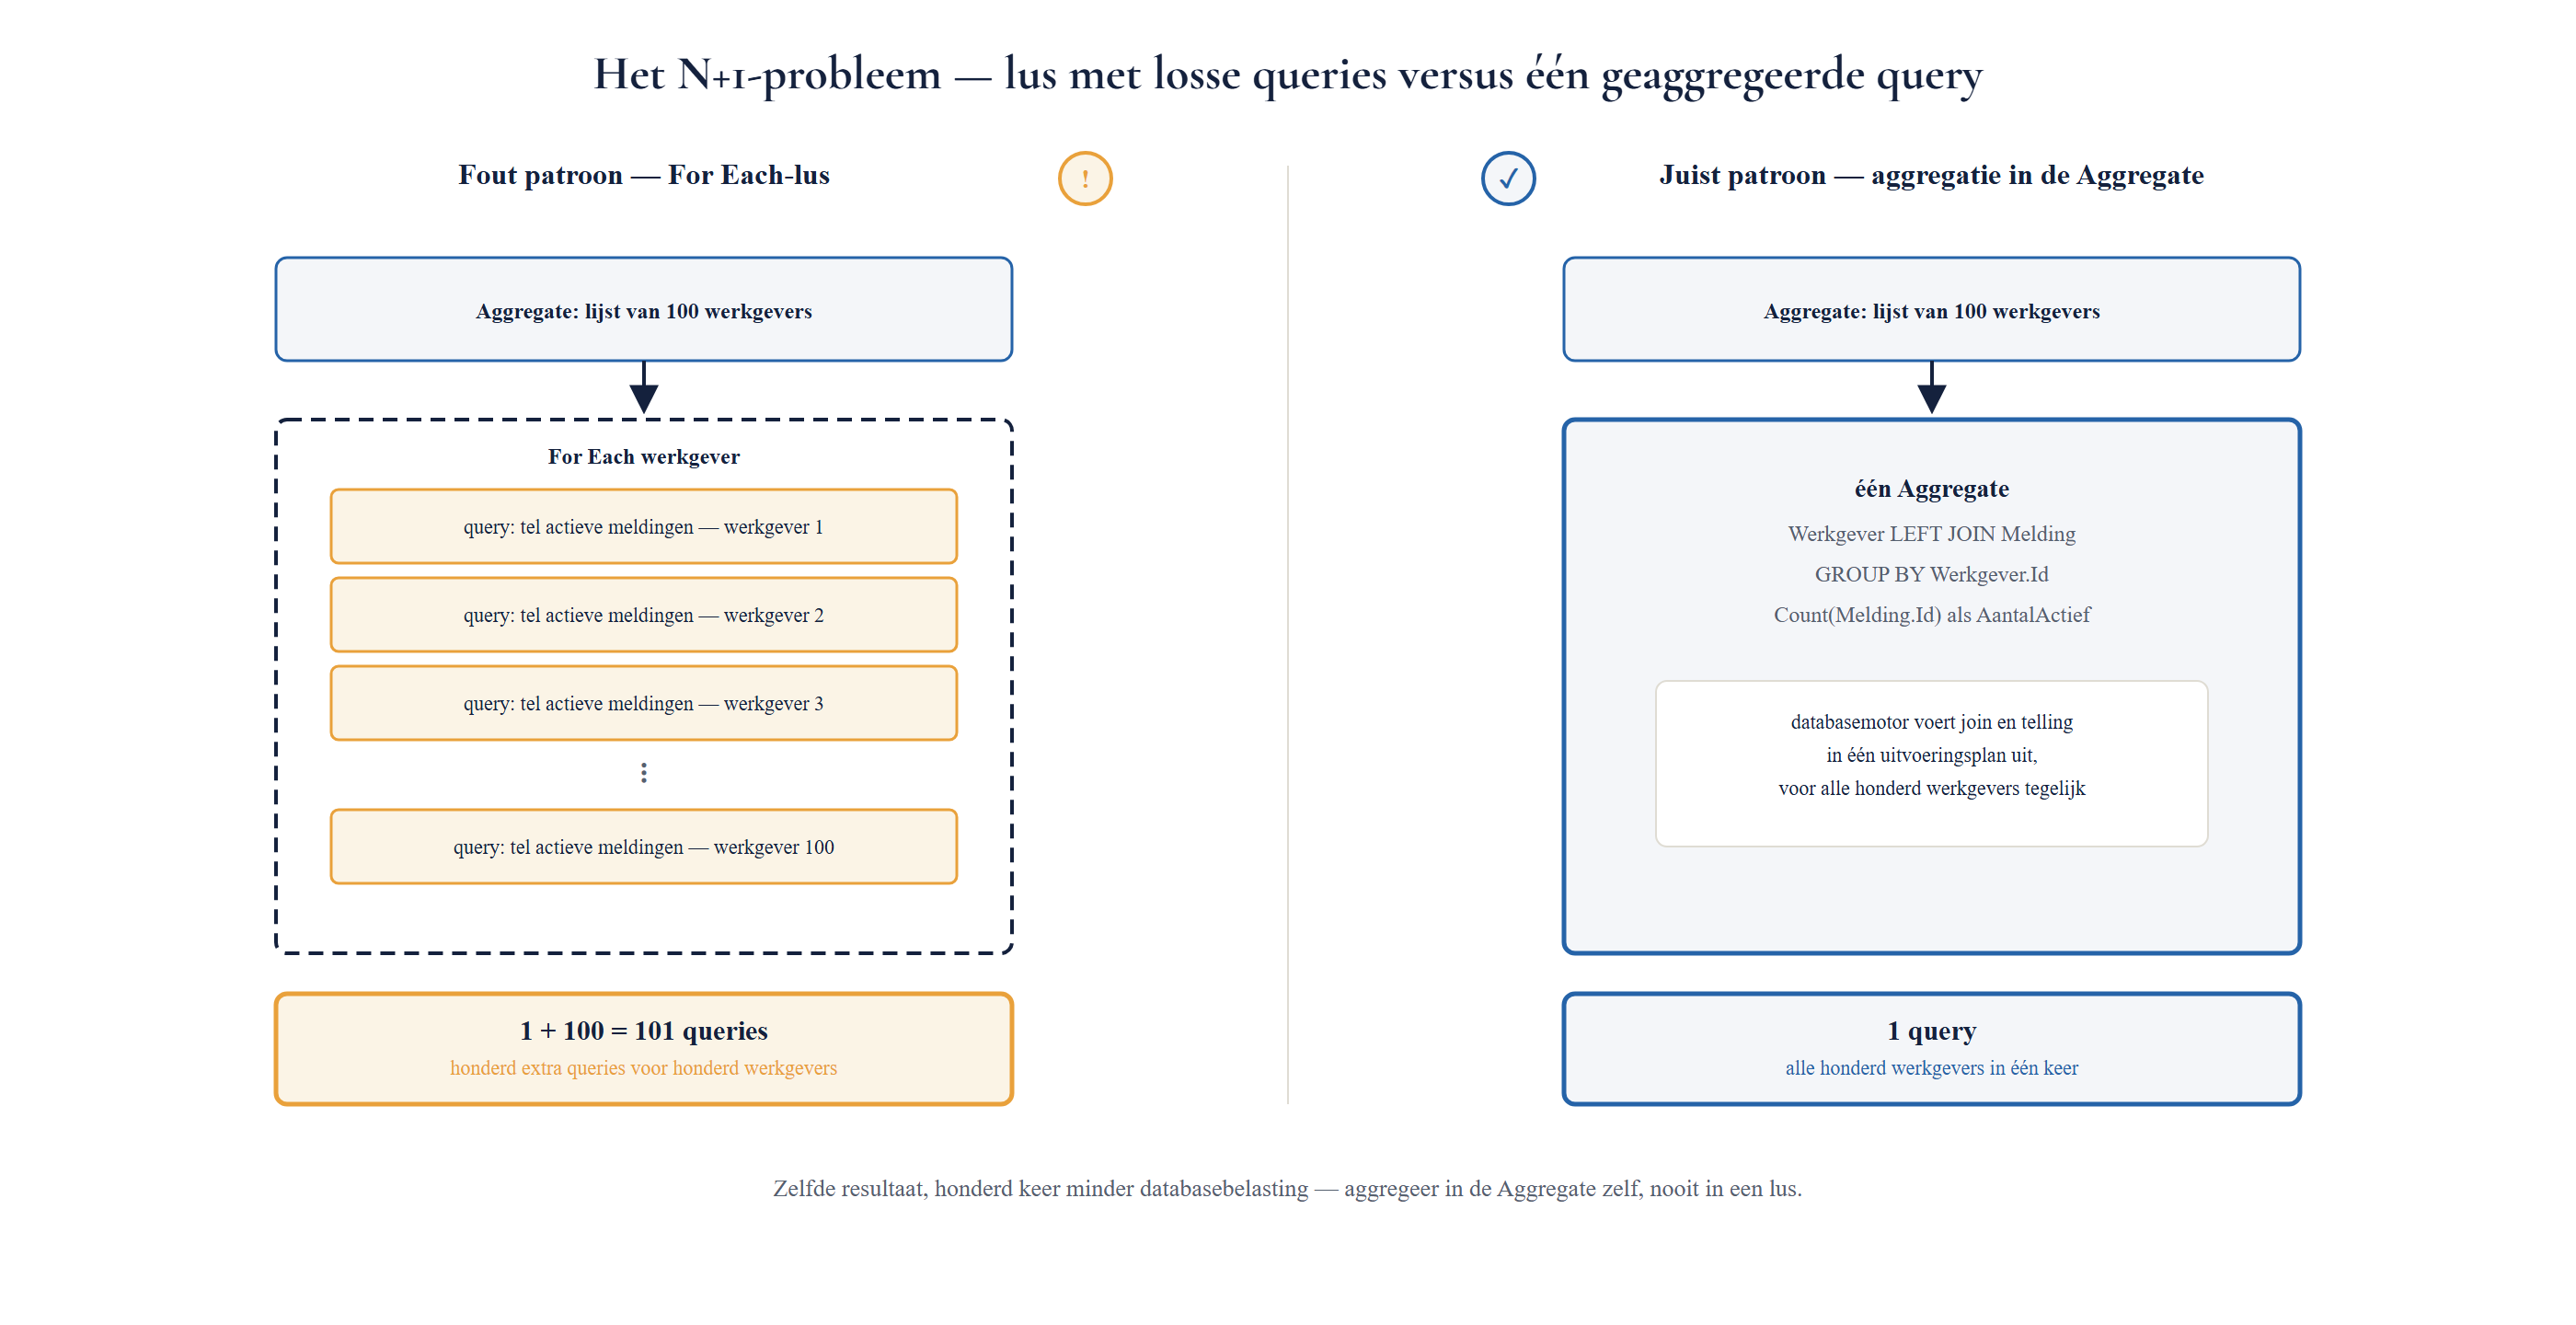 Het N+1-probleem — lus met losse queries versus één geaggregeerde query
Fout patroon — For Each-lus
!
Aggregate: lijst van 100 werkgevers
For Each werkgever
query: tel actieve meldingen — werkgever 1
query: tel actieve meldingen — werkgever 2
query: tel actieve meldingen — werkgever 3
⋮
query: tel actieve meldingen — werkgever 100
1 + 100 = 101 queries
honderd extra queries voor honderd werkgevers
✓
Juist patroon — aggregatie in de Aggregate
Aggregate: lijst van 100 werkgevers
één Aggregate
Werkgever LEFT JOIN Melding
GROUP BY Werkgever.Id
Count(Melding.Id) als AantalActief
databasemotor voert join en telling
in één uitvoeringsplan uit,
voor alle honderd werkgevers tegelijk
1 query
alle honderd werkgevers in één keer
Zelfde resultaat, honderd keer minder databasebelasting — aggregeer in de Aggregate zelf, nooit in een lus.